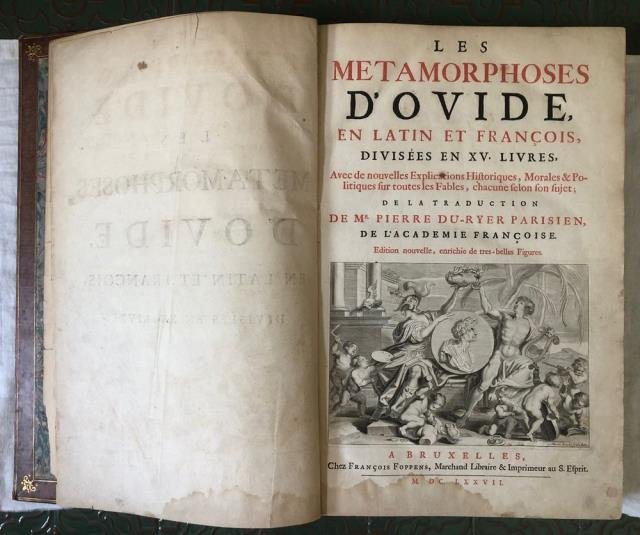 LES
METAMORPHOSES
D'OVIDE,
EN LATIN ET FRANÇOIS,
DIVISÉES EN XV. LIVRES,
Avec de nouvelles Explications Historiques, Morales & Po-
litiques sur toutes les Fables, chacune selon son sujet;
DE LA TRADUCTION
DE Mr. PIERRE DU-RYER PARISIEN,
DE L'ACADEMIE FRANÇOISE.
Edition nouvelle, enrichie de tres-belles Figures.
A BRUXELLES,
Chez FRANÇOIS FOPPENS, Marchand Libraire & Imprimeur au S. Esprit.
M. DC. LXXVII.